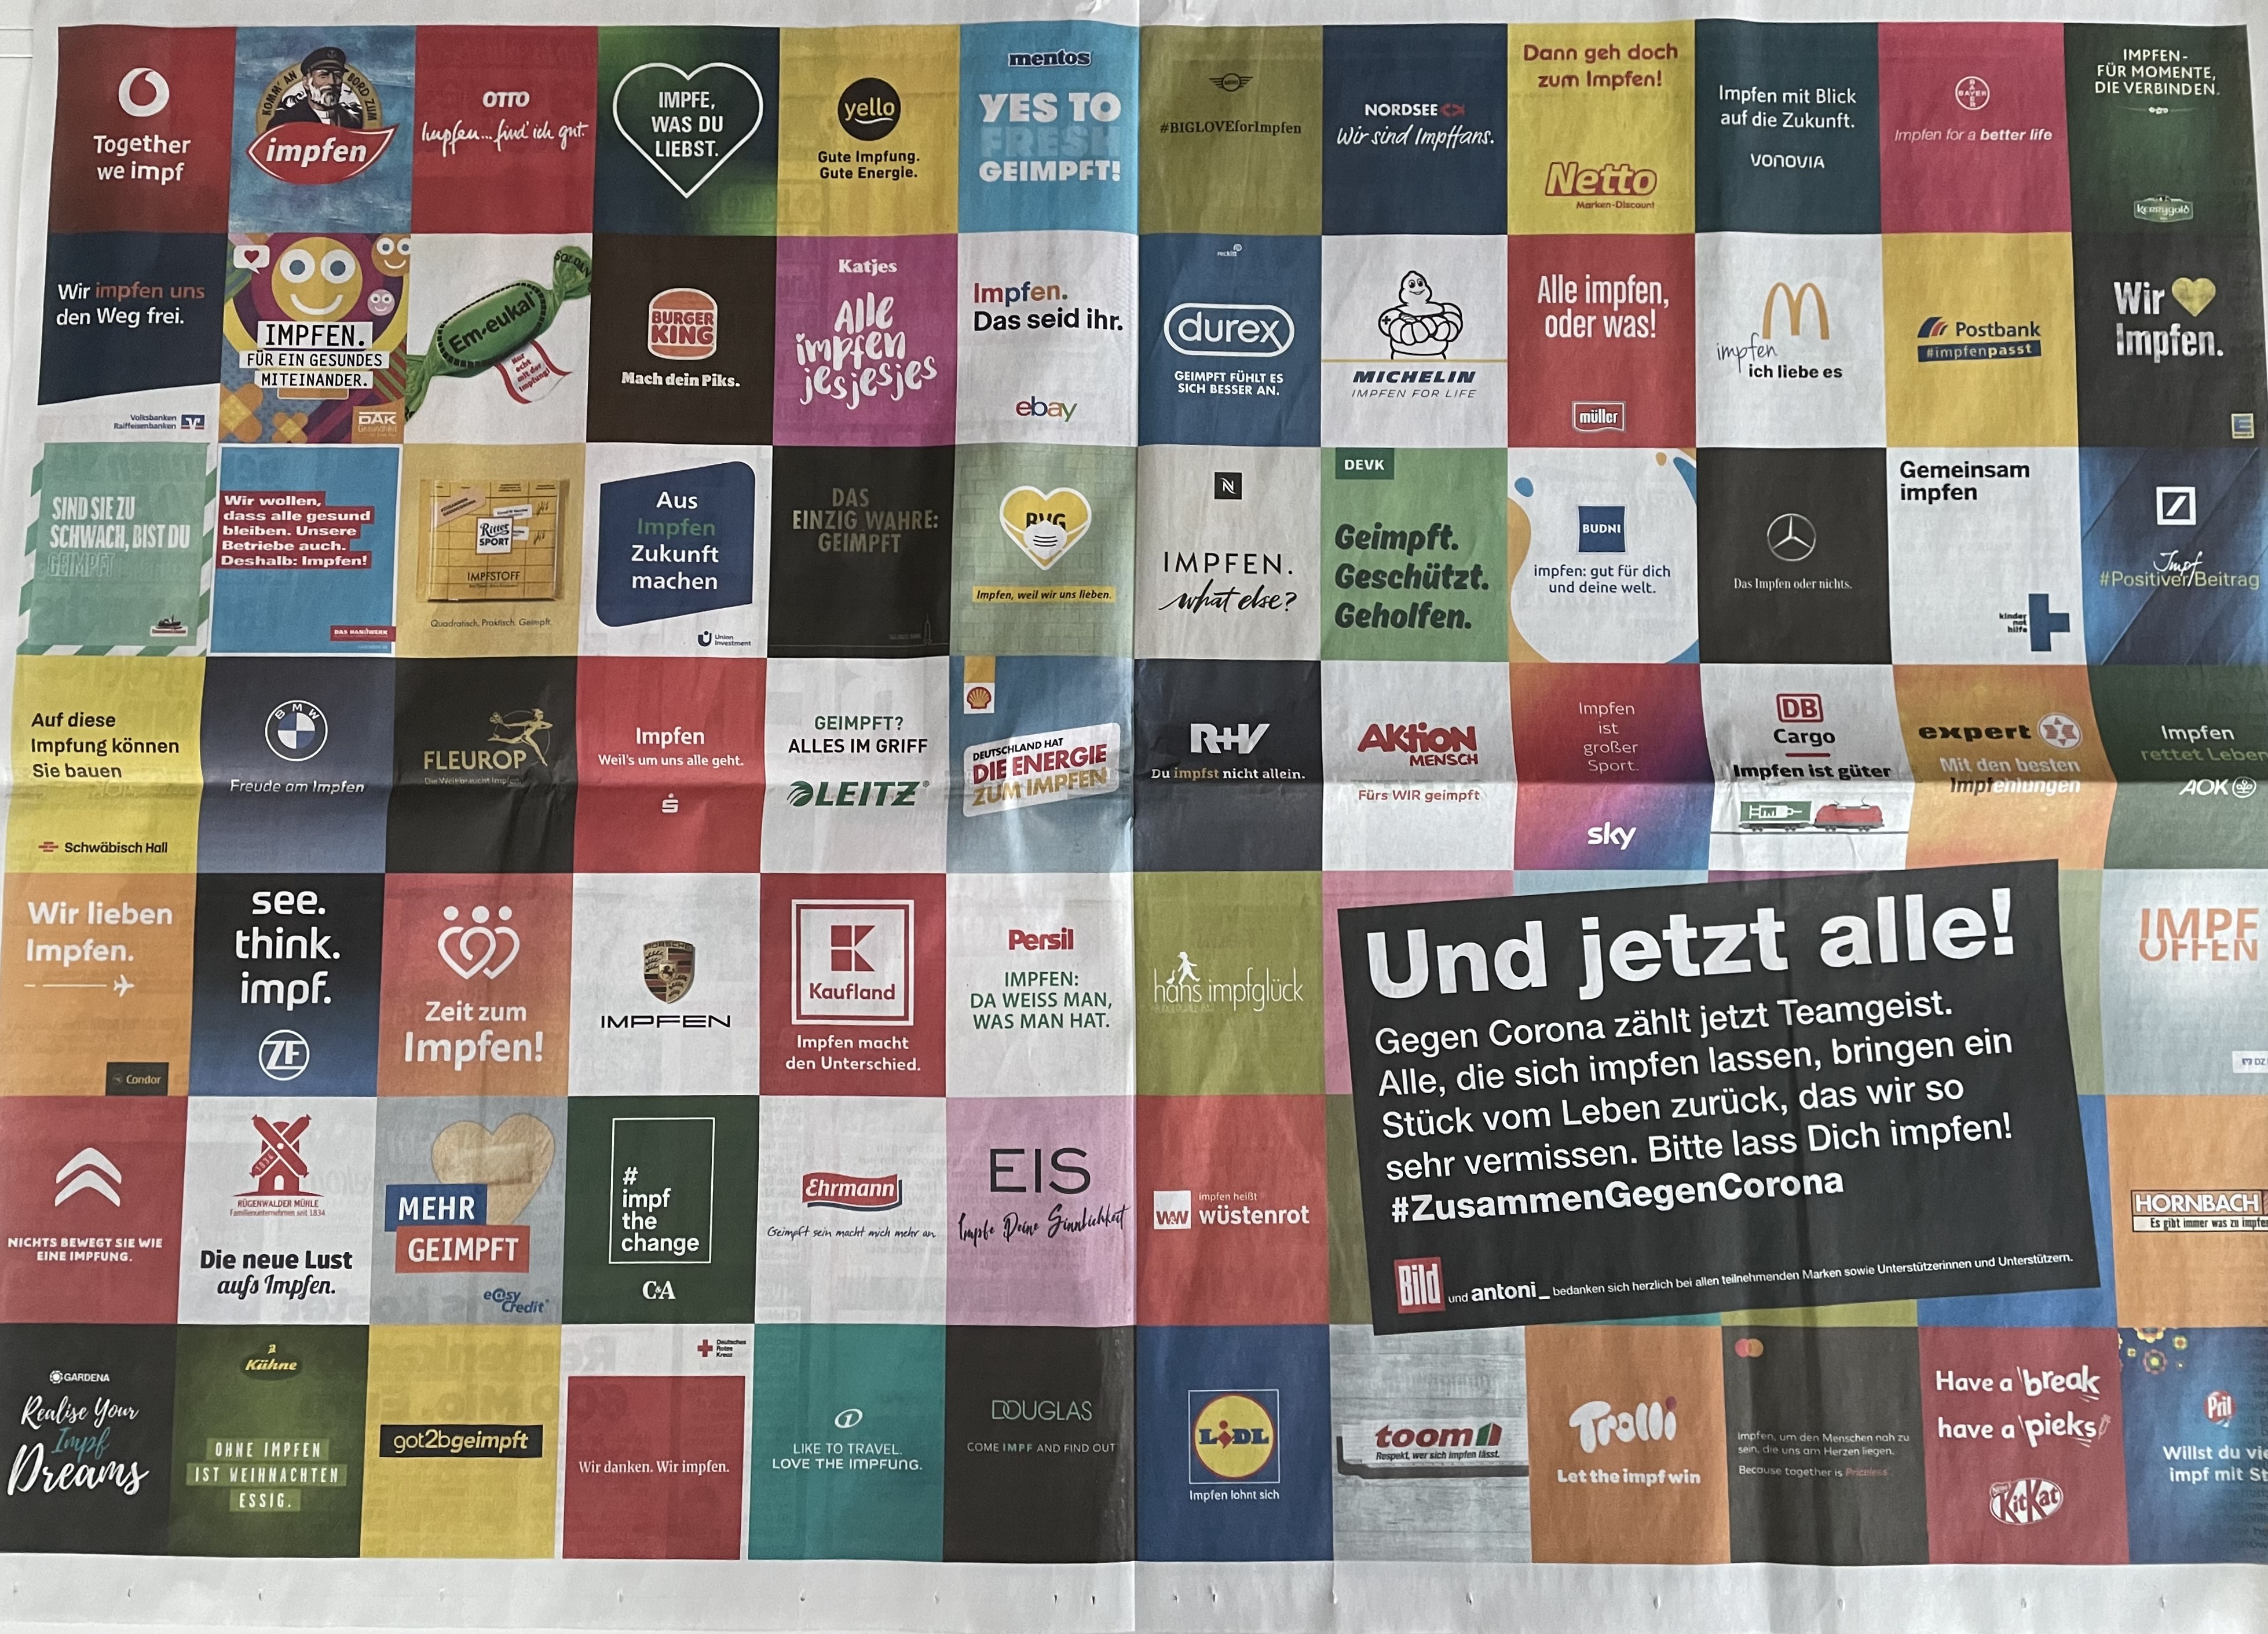 Together
we impf
KOMM' AN BORD ZUM
impfen
OTTO
Impfen... find' ich gut.
IMPFE,
WAS DU
LIEBST.
yello
Gute Impfung.
Gute Energie.
mentos
YES TO
FRESH
GEIMPFT!
MINI
#BIGLOVEforImpfen
NORDSEE
Wir sind Impffans.
Dann geh doch
zum Impfen!
Netto
Marken-Discount
Impfen mit Blick
auf die Zukunft.
VONOVIA
BAYER
BAYER
Impfen for a better life
IMPFEN-
FÜR MOMENTE,
DIE VERBINDEN.
Kerrygold
Wir impfen uns
den Weg frei.
Volksbanken
Raiffeisenbanken
IMPFEN.
FÜR EIN GESUNDES
MITEINANDER.
DAK
Gesundheit
SOLDAN
Em-eukal
Nur
echt
mit der
Impfung!
BURGER
KING
Mach dein Piks.
Katjes
Alle
impfen
jesjesjes
Impfen.
Das seid ihr.
ebay
reckitt
durex
GEIMPFT FÜHLT ES
SICH BESSER AN.
MICHELIN
IMPFEN FOR LIFE
Alle impfen,
oder was!
müller
impfen
ich liebe es
Postbank
#impfenpasst
Wir
Impfen.
E
SIND SIE ZU
SCHWACH, BIST DU
GEIMPFT
Wir wollen,
dass alle gesund
bleiben. Unsere
Betriebe auch.
Deshalb: Impfen!
DAS HANDWERK
Ritter
SPORT
IMPFSTOFF
Quadratisch. Praktisch. Geimpft.
Aus
Impfen
Zukunft
machen
Union
Investment
DAS
EINZIG WAHRE:
GEIMPFT
BVG
Impfen, weil wir uns lieben.
N
IMPFEN.
what else?
DEVK
Geimpft.
Geschützt.
Geholfen.
BUDNI
impfen: gut für dich
und deine welt.
Das Impfen oder nichts.
Gemeinsam
impfen
kinder
not
hilfe
Impf
#PositiverBeitrag
Auf diese
Impfung können
Sie bauen
Schwäbisch Hall
BMW
Freude am Impfen
FLEUROP
Impfen
Weil's um uns alle geht.
GEIMPFT?
ALLES IM GRIFF
LEITZ
DEUTSCHLAND HAT
DIE ENERGIE
ZUM IMPFEN
R+V
Du impfst nicht allein.
AKTION
MENSCH
Fürs WIR geimpft
Impfen
ist
großer
Sport.
sky
DB
Cargo
Impfen ist güter
expert
Mit den besten
Impfehlungen
Impfen
rettet Leben
AOK
Wir lieben
Impfen.
Condor
see.
think.
impf.
ZF
Zeit zum
Impfen!
PORSCHE
IMPFEN
K
Kaufland
Impfen macht
den Unterschied.
Persil
IMPFEN:
DA WEISS MAN,
WAS MAN HAT.
hans impfglück
Und jetzt alle!
Gegen Corona zählt jetzt Teamgeist.
Alle, die sich impfen lassen, bringen ein
Stück vom Leben zurück, das wir so
sehr vermissen. Bitte lass Dich impfen!
#ZusammenGegenCorona
Bild und antoni_ bedanken sich herzlich bei allen teilnehmenden Marken sowie Unterstützerinnen und Unterstützern.
IMPF
OFFEN
DZ
NICHTS BEWEGT SIE WIE
EINE IMPFUNG.
1834
RÜGENWALDER MÜHLE
Familienunternehmen seit 1834
Die neue Lust
aufs Impfen.
MEHR
GEIMPFT
e@sy
Credit
#
impf
the
change
C&A
Ehrmann
Geimpft sein macht mich mehr an.
EIS
Impfe Deine Sinnlichkeit
W&W
impfen heißt
wüstenrot
HORNBACH
Es gibt immer was zu impfe
GARDENA
Realise Your
Impf
Dreams
Kühne
OHNE IMPFEN
IST WEIHNACHTEN
ESSIG.
got2bgeimpft
Deutsches
Rotes
Kreuz
Wir danken. Wir impfen.
LIKE TO TRAVEL.
LOVE THE IMPFUNG.
DOUGLAS
COME IMPF AND FIND OUT
LIDL
Impfen lohnt sich
toom
Respekt, wer sich impfen lässt.
Trolli
Let the impf win
Impfen, um den Menschen nah zu
sein, die uns am Herzen liegen.
Because together is Priceless
Have a break
have a pieks
KitKat
Pril
Willst du vie
impf mit St